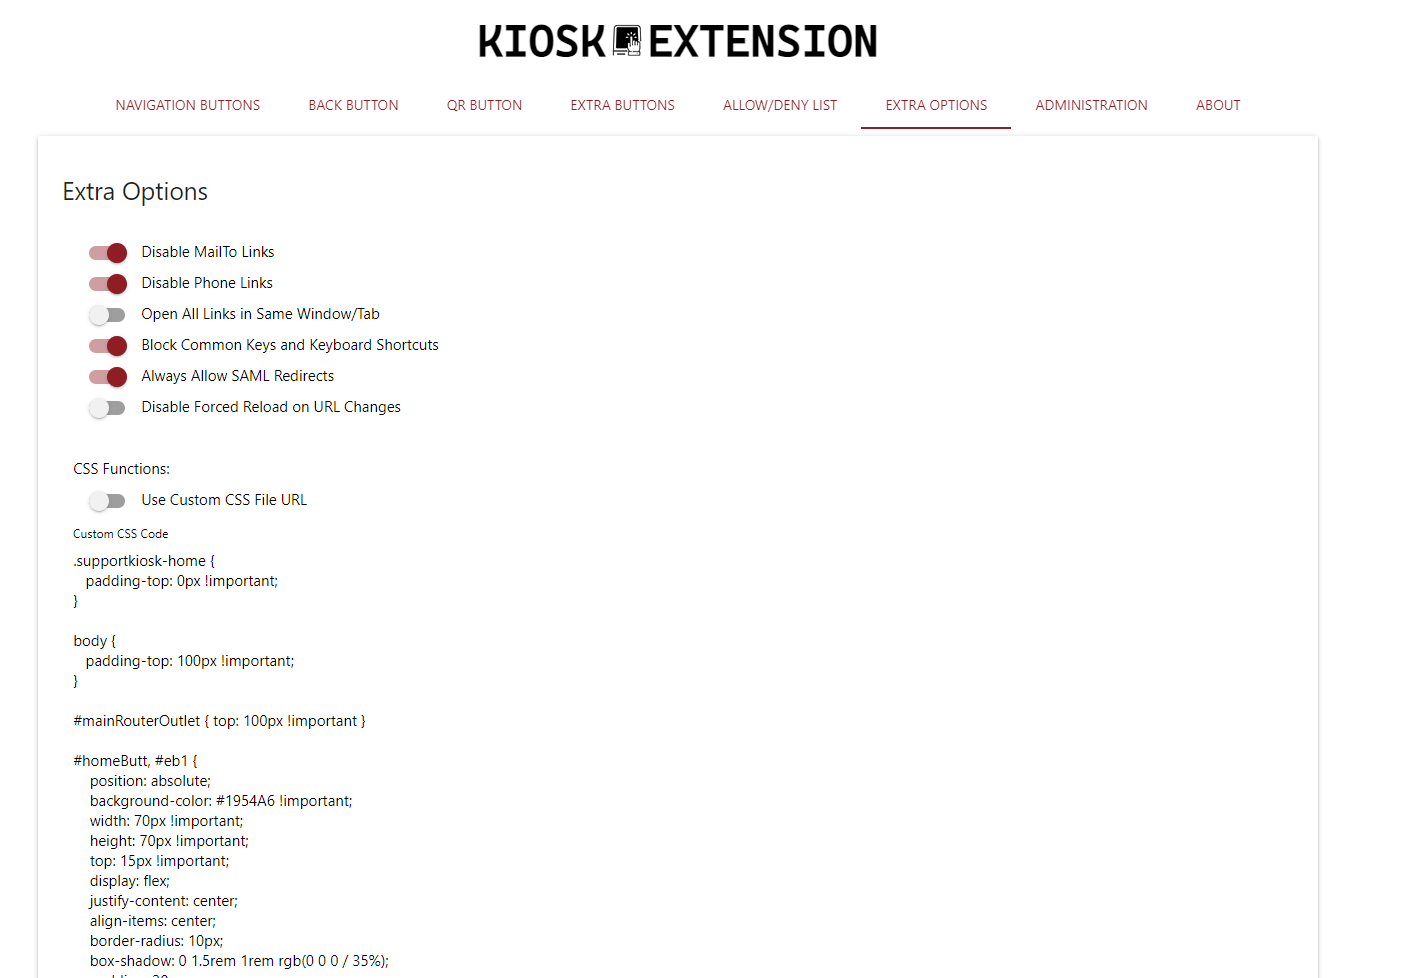 KIOSK EXTENSION
NAVIGATION BUTTONS BACK BUTTON QR BUTTON EXTRA BUTTONS ALLOW/DENY LIST EXTRA OPTIONS ADMINISTRATION ABOUT
Extra Options
Disable MailTo Links
Disable Phone Links
Open All Links in Same Window/Tab
Block Common Keys and Keyboard Shortcuts
Always Allow SAML Redirects
Disable Forced Reload on URL Changes
CSS Functions:
Use Custom CSS File URL
Custom CSS Code
.supportkiosk-home {
padding-top: 0px !important;
}
body {
padding-top: 100px !important;
}
#mainRouterOutlet { top: 100px !important }
#homeButt, #eb1 {
position: absolute;
background-color: #1954A6 !important;
width: 70px !important;
height: 70px !important;
top: 15px !important;
display: flex;
justify-content: center;
align-items: center;
border-radius: 10px;
box-shadow: 0 1.5rem 1rem rgb(0 0 0 / 35%);